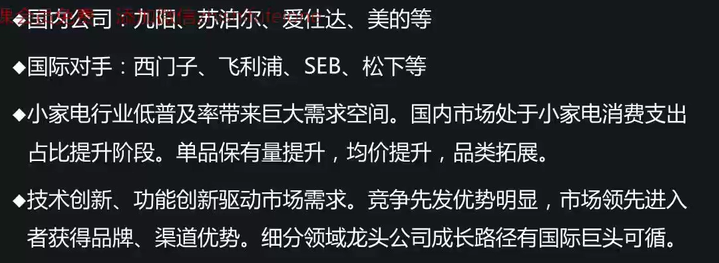 ◆国内公司：九阳、苏泊尔、爱仕达、美的等
◆国际对手：西门子、飞利浦、SEB、松下等
◆小家电行业低普及率带来巨大需求空间。国内市场处于小家电消费支出
占比提升阶段。单品保有量提升，均价提升，品类拓展。
◆技术创新、功能创新驱动市场需求。竞争先发优势明显，市场领先进入
者获得品牌、渠道优势。细分领域龙头公司成长路径有国际巨头可循。